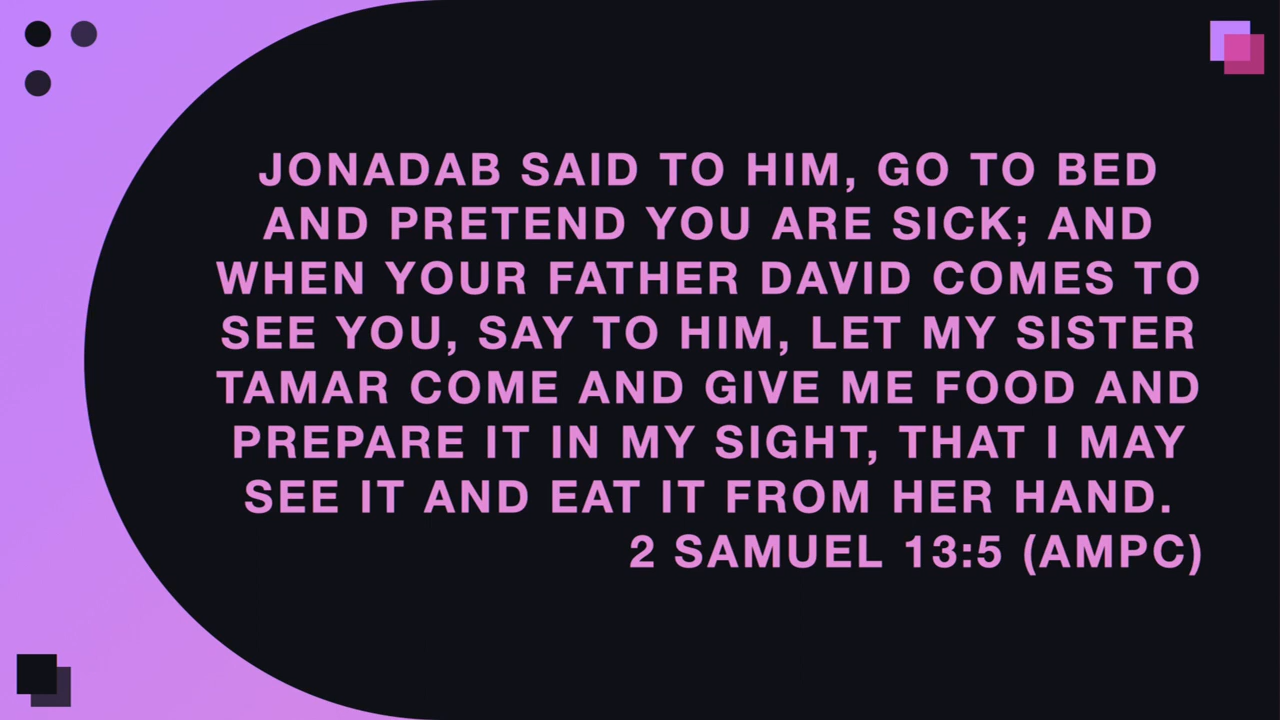 JONADAB SAID TO HIM, GO TO BED
AND PRETEND YOU ARE SICK; AND
WHEN YOUR FATHER DAVID COMES TO
SEE YOU, SAY TO HIM, LET MY SISTER
TAMAR COME AND GIVE ME FOOD AND
PREPARE IT IN MY SIGHT, THAT I MAY
SEE IT AND EAT IT FROM HER HAND.
2 SAMUEL 13:5 (AMPC)